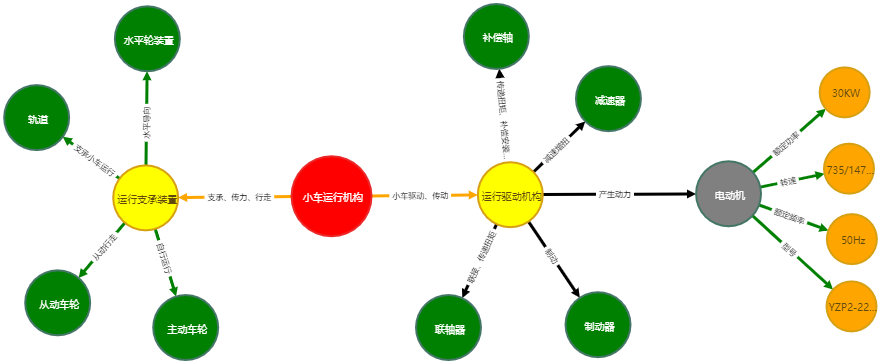 水平轮装置
轨道
水平导向
支承小车运行
运行支承装置
支承、传力、行走
从动行走
自行运行
从动车轮
主动车轮
小车运行机构
小车驱动、传动
补偿轴
传递扭矩、补偿安装...
减速器
减速增扭
运行驱动机构
产生动力
联接、传递扭矩
制动
联轴器
制动器
电动机
额定功率
30KW
转速
735/147...
额定频率
50Hz
型号
YZP2-22...